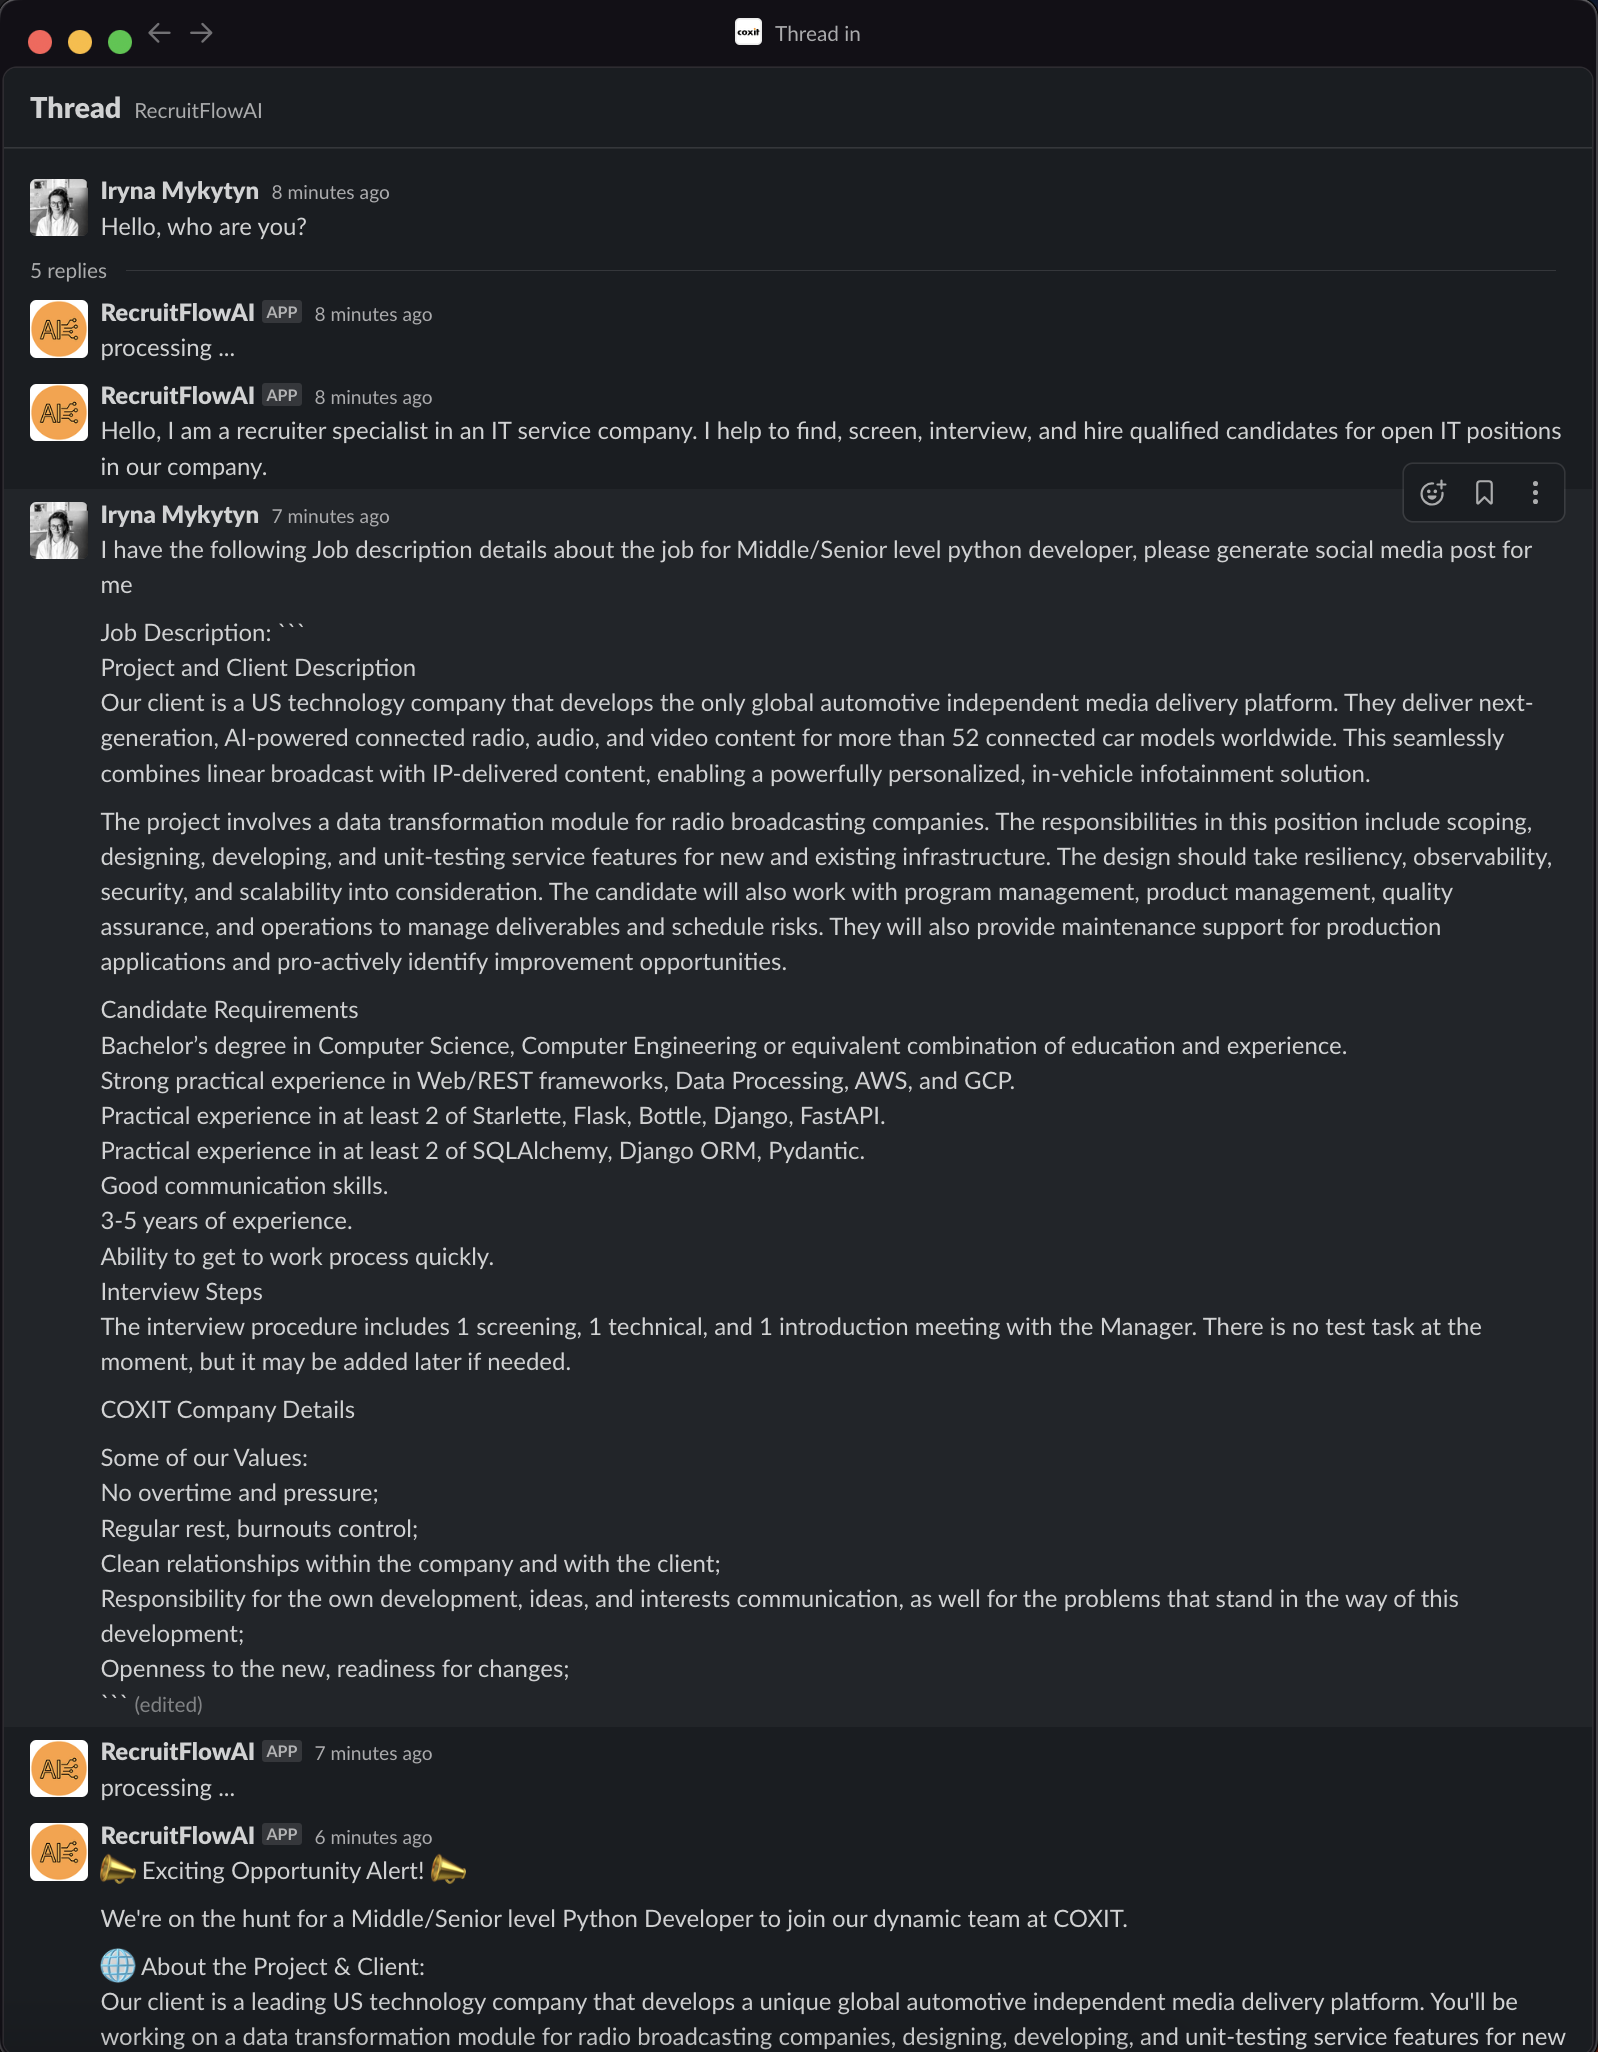 coxit Thread in
Thread RecruitFlowAI
Iryna Mykytyn 8 minutes ago
Hello, who are you?
5 replies
RecruitFlowAI APP 8 minutes ago
AI
processing ...
RecruitFlowAI APP 8 minutes ago
AI
Hello, I am a recruiter specialist in an IT service company. I help to find, screen, interview, and hire qualified candidates for open IT positions
in our company.
Iryna Mykytyn 7 minutes ago
I have the following Job description details about the job for Middle/Senior level python developer, please generate social media post for
me
Job Description: ```
Project and Client Description
Our client is a US technology company that develops the only global automotive independent media delivery platform. They deliver next-
generation, AI-powered connected radio, audio, and video content for more than 52 connected car models worldwide. This seamlessly
combines linear broadcast with IP-delivered content, enabling a powerfully personalized, in-vehicle infotainment solution.
The project involves a data transformation module for radio broadcasting companies. The responsibilities in this position include scoping,
designing, developing, and unit-testing service features for new and existing infrastructure. The design should take resiliency, observability,
security, and scalability into consideration. The candidate will also work with program management, product management, quality
assurance, and operations to manage deliverables and schedule risks. They will also provide maintenance support for production
applications and pro-actively identify improvement opportunities.
Candidate Requirements
Bachelor’s degree in Computer Science, Computer Engineering or equivalent combination of education and experience.
Strong practical experience in Web/REST frameworks, Data Processing, AWS, and GCP.
Practical experience in at least 2 of Starlette, Flask, Bottle, Django, FastAPI.
Practical experience in at least 2 of SQLAlchemy, Django ORM, Pydantic.
Good communication skills.
3-5 years of experience.
Ability to get to work process quickly.
Interview Steps
The interview procedure includes 1 screening, 1 technical, and 1 introduction meeting with the Manager. There is no test task at the
moment, but it may be added later if needed.
COXIT Company Details
Some of our Values:
No overtime and pressure;
Regular rest, burnouts control;
Clean relationships within the company and with the client;
Responsibility for the own development, ideas, and interests communication, as well for the problems that stand in the way of this
development;
Openness to the new, readiness for changes;
``` (edited)
RecruitFlowAI APP 7 minutes ago
AI
processing ...
RecruitFlowAI APP 6 minutes ago
AI
📣 Exciting Opportunity Alert! 📣
We're on the hunt for a Middle/Senior level Python Developer to join our dynamic team at COXIT.
🌐 About the Project & Client:
Our client is a leading US technology company that develops a unique global automotive independent media delivery platform. You'll be
working on a data transformation module for radio broadcasting companies, designing, developing, and unit-testing service features for new